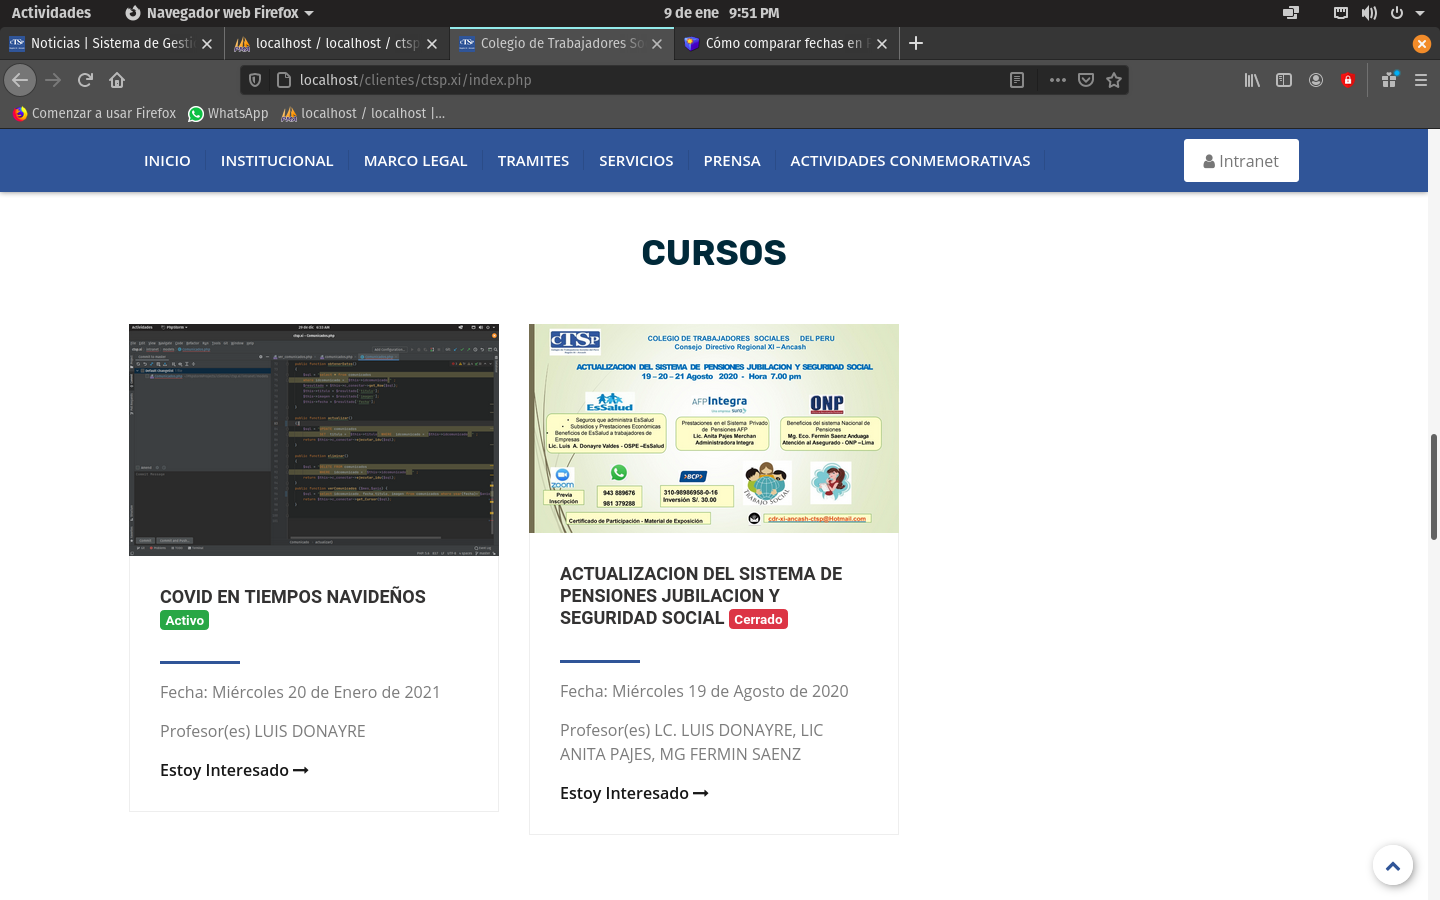 Actividades
Navegador web Firefox
9 de ene 9:51 PM
Noticias | Sistema de Gesti
localhost / localhost / ctsp
Colegio de Trabajadores So
Cómo comparar fechas en
localhost/clientes/ctsp.xi/index.php
Comenzar a usar Firefox
WhatsApp
localhost / localhost |...
INICIO
INSTITUCIONAL
MARCO LEGAL
TRAMITES
SERVICIOS
PRENSA
ACTIVIDADES CONMEMORATIVAS
Intranet
CURSOS
COVID EN TIEMPOS NAVIDEÑOS
Activo
Fecha: Miércoles 20 de Enero de 2021
Profesor(es) LUIS DONAYRE
Estoy Interesado
cTSp
COLEGIO DE TRABAJADORES SOCIALES DEL PERU
Consejo Directivo Regional XI –Ancash
ACTUALIZACION DEL SISTEMA DE PENSIONES JUBILACION Y SEGURIDAD SOCIAL
19 – 20 – 21 Agosto 2020 - Hora 7.00 pm
EsSalud
• Seguros que administra EsSalud
• Subsidios y Prestaciones Económicas
• Beneficios de EsSalud a trabajadores de
Empresas
Lic. Luis A. Donayre Valdes - OSPE –EsSalud
AFPIntegra
una empresa sura
Prestaciones en el Sistema Privado
de Pensiones AFP
Lic. Anita Pajes Merchan
Administradora Integra
ONP
Beneficios del sistema Nacional de
Pensiones
Mg. Eco. Fermin Saenz Anduaga
Atención al Asegurado - ONP –Lima
zoom
Previa
Inscripción
943 889676
981 379288
BCP
310-98986958-0-16
Inversión S/. 30.00
TRABAJO SOCIAL
Certificado de Participación - Material de Exposición
cdr-xi-ancash-ctsp@Hotmail.com
ACTUALIZACION DEL SISTEMA DE
PENSIONES JUBILACION Y
SEGURIDAD SOCIAL Cerrado
Fecha: Miércoles 19 de Agosto de 2020
Profesor(es) LC. LUIS DONAYRE, LIC
ANITA PAJES, MG FERMIN SAENZ
Estoy Interesado